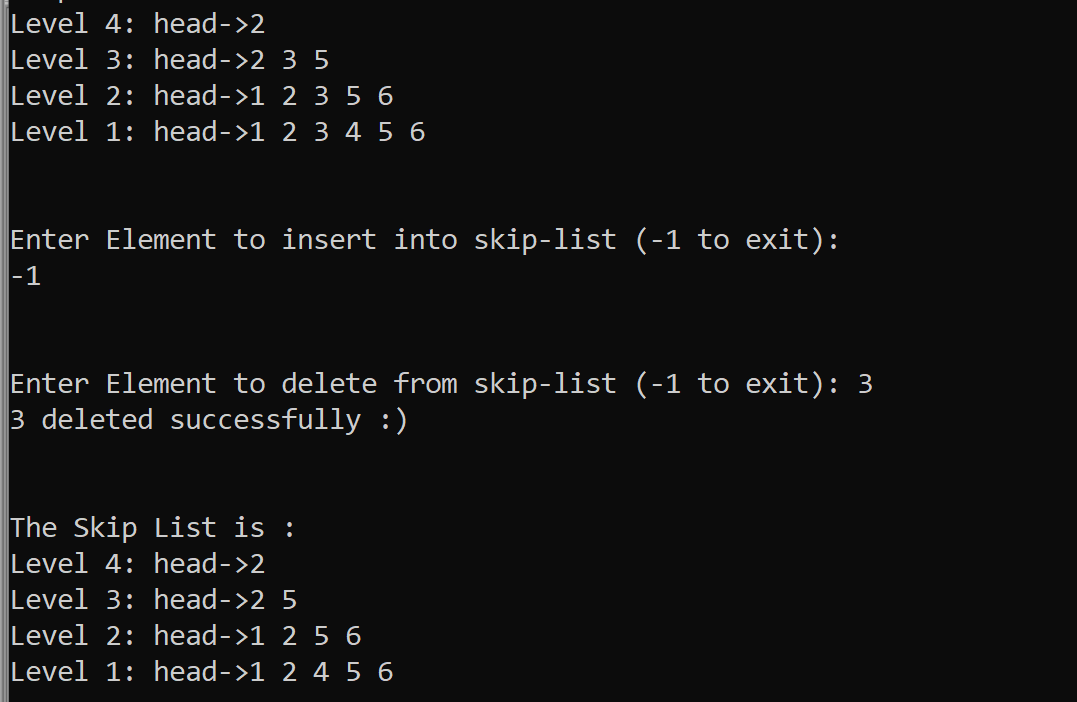 Level 4: head->2
Level 3: head->2 3 5
Level 2: head->1 2 3 5 6
Level 1: head->1 2 3 4 5 6
Enter Element to insert into skip-list (-1 to exit):
-1
Enter Element to delete from skip-list (-1 to exit): 3
3 deleted successfully :)
The Skip List is :
Level 4: head->2
Level 3: head->2 5
Level 2: head->1 2 5 6
Level 1: head->1 2 4 5 6